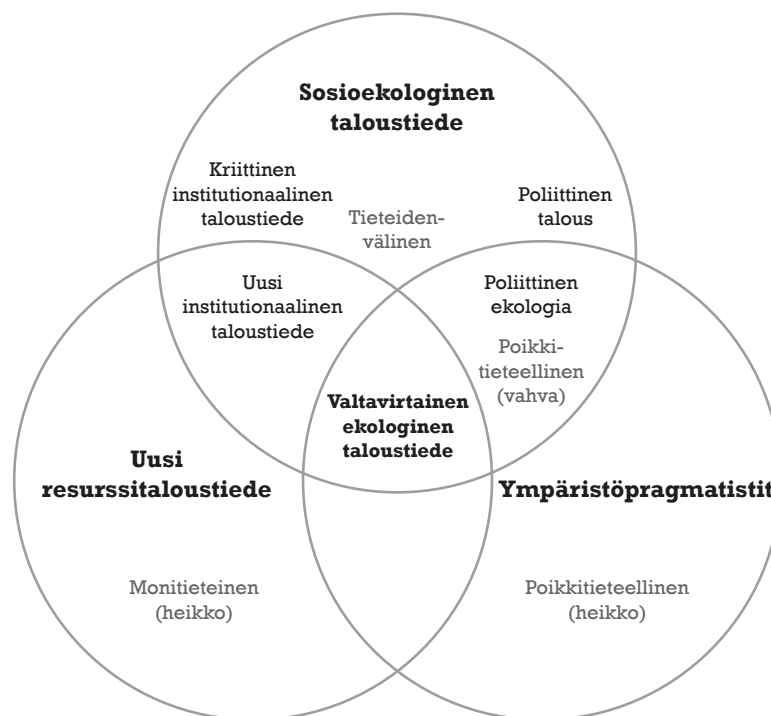 Sosioekologinen
taloustiede
Kriittinen
institutionaalinen
taloustiede
Tieteiden-
välinen
Poliittinen
talous
Uusi
institutionaalinen
taloustiede
Poliittinen
ekologia
Poikki-
tieteellinen
(vahva)
Valtavirtainen
ekologinen
taloustiede
Uusi
resurssitaloustiede
Ympäristöpragmatistit
Monitieteinen
(heikko)
Poikkitieteellinen
(heikko)